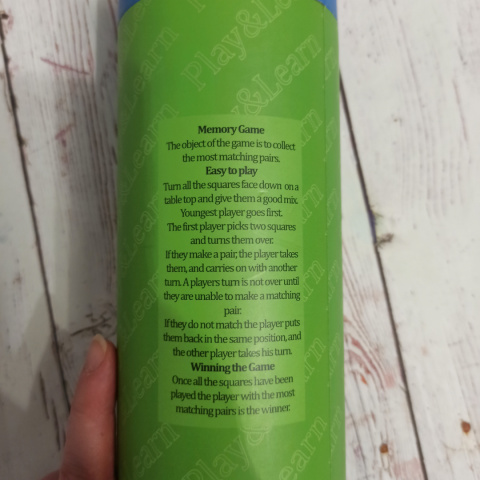 Play&Learn
Memory Game
The object of the game is to collect
the most matching pairs.
Easy to play
Turn all the squares face down on a
table top and give them a good mix.
Youngest player goes first.
The first player picks two squares
and turns them over.
If they make a pair, the player takes
them, and carries on with another
turn. A players turn is not over until
they are unable to make a matching
pair.
If they do not match the player puts
them back in the same position, and
the other player takes his turn.
Winning the Game
Once all the squares have been
played the player with the most
matching pairs is the winner.
Play&Learn